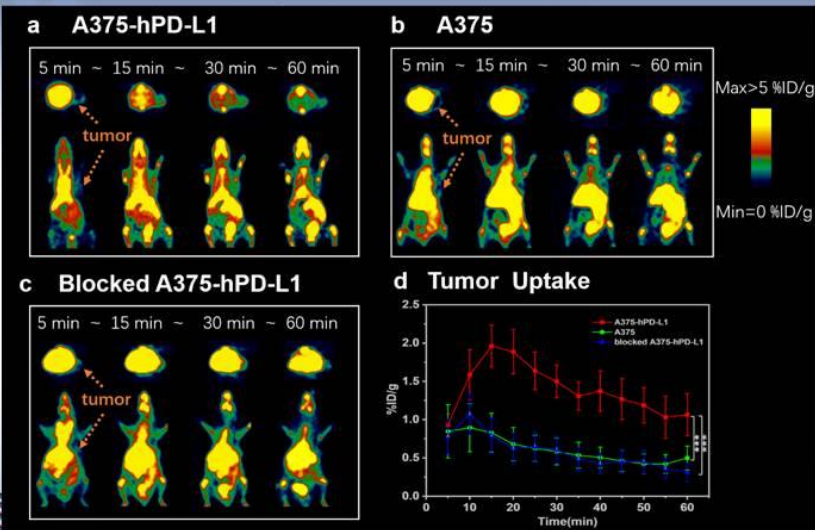 a A375-hPD-L1
5 min ~ 15 min ~ 30 min ~ 60 min
tumor
b A375
5 min ~ 15 min ~ 30 min ~ 60 min
tumor
Max>5 %ID/g
Min=0 %ID/g
c Blocked A375-hPD-L1
5 min ~ 15 min ~ 30 min ~ 60 min
tumor
d Tumor Uptake
2.5
2.0
1.5
1.0
0.5
0.0
%ID/g
A375-hPD-L1
A375
blocked A375-hPD-L1
***
***
0 10 20 30 40 50 60
Time(min)